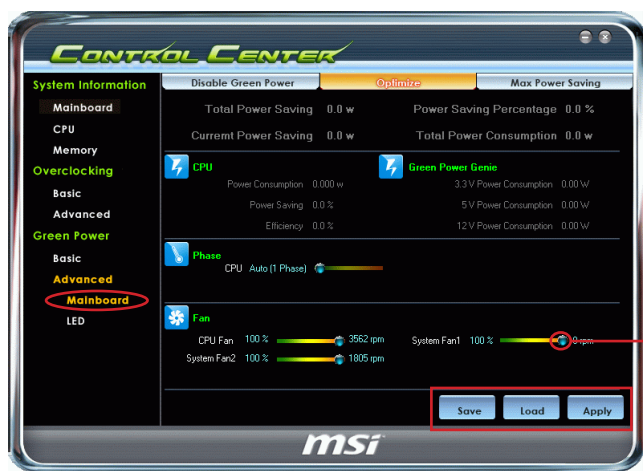 CONTROL CENTER
System Information
Mainboard
CPU
Memory
Overclocking
Basic
Advanced
Green Power
Basic
Advanced
Mainboard
LED
Disable Green Power Optimize Max Power Saving
Total Power Saving 0.0 w Power Saving Percentage 0.0 %
Curremt Power Saving 0.0 w Total Power Consumption 0.0 w
CPU Green Power Genie
Power Consumption 0.000 w 3.3 V Power Consumption 0.00 W
Power Saving 0.0 % 5 V Power Consumption 0.00 W
Efficiency 0.0 % 12 V Power Consumption 0.00 W
Phase
CPU Auto (1 Phase)
Fan
CPU Fan 100 % 3562 rpm System Fan1 100 % 0 rpm
System Fan2 100 % 1805 rpm
Save Load Apply
msi